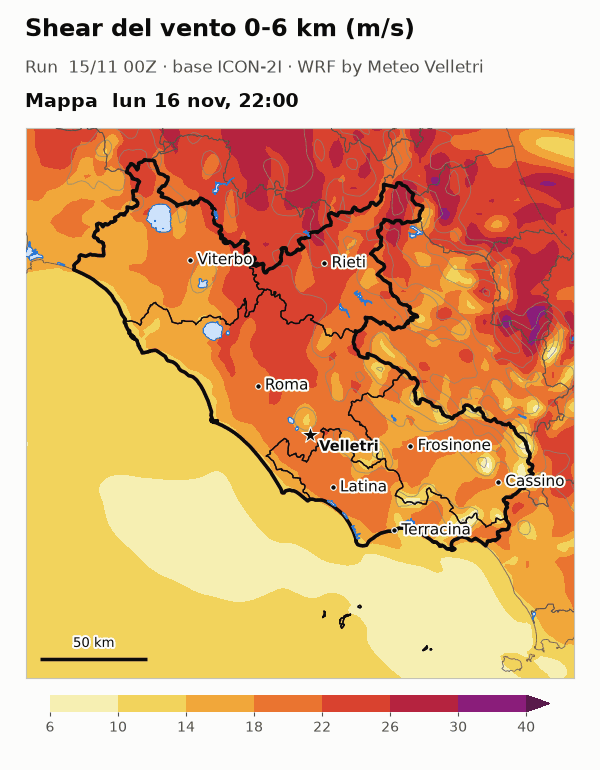 Shear del vento 0-6 km (m/s)
Run  15/11 00Z · base ICON-2I · WRF by Meteo Velletri
Mappa  lun 16 nov, 22:00
Viterbo
Rieti
Roma
Velletri
Frosinone
Latina
Cassino
Terracina
50 km
6 10 14 18 22 26 30 40